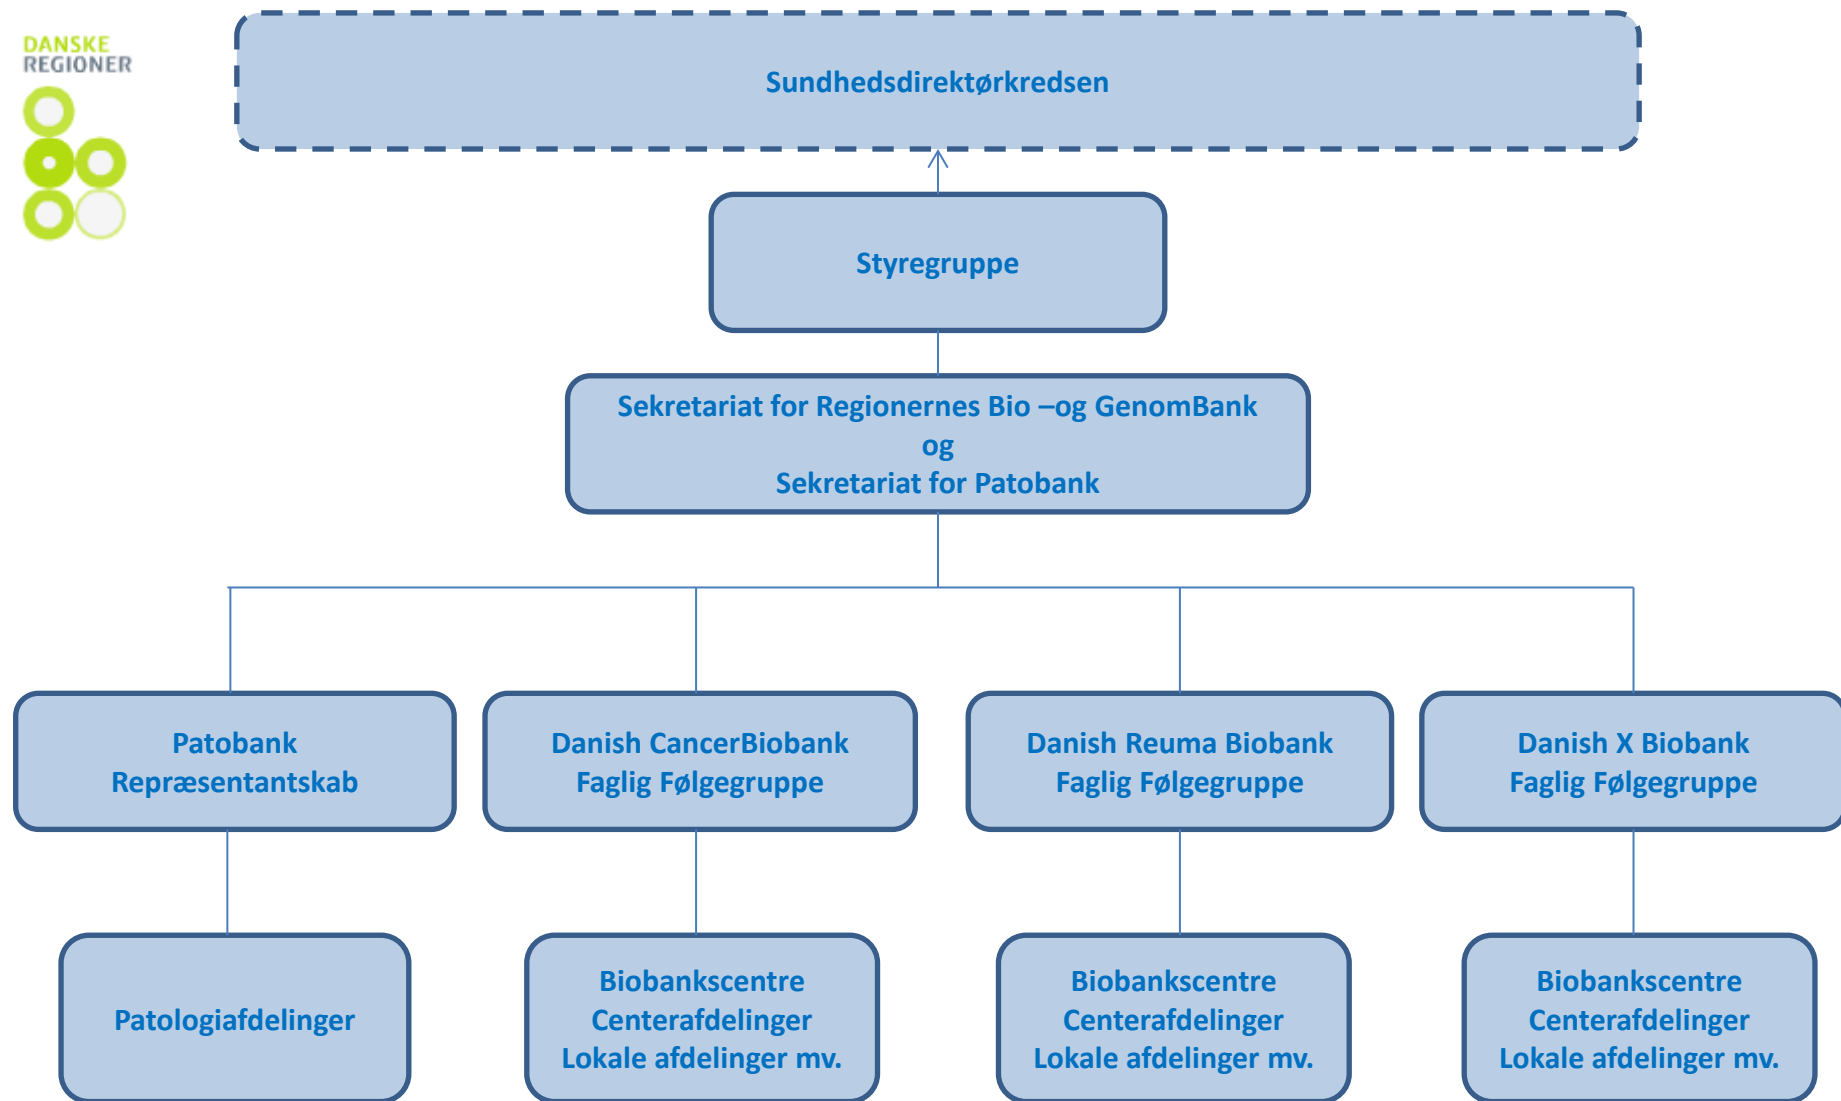 DANSKE
REGIONER
Sundhedsdirektørkredsen
Styregruppe
Sekretariat for Regionernes Bio –og GenomBank
og
Sekretariat for Patobank
Patobank
Repræsentantskab
Danish CancerBiobank
Faglig Følgegruppe
Danish Reuma Biobank
Faglig Følgegruppe
Danish X Biobank
Faglig Følgegruppe
Patologiafdelinger
Biobankscentre
Centerafdelinger
Lokale afdelinger mv.
Biobankscentre
Centerafdelinger
Lokale afdelinger mv.
Biobankscentre
Centerafdelinger
Lokale afdelinger mv.